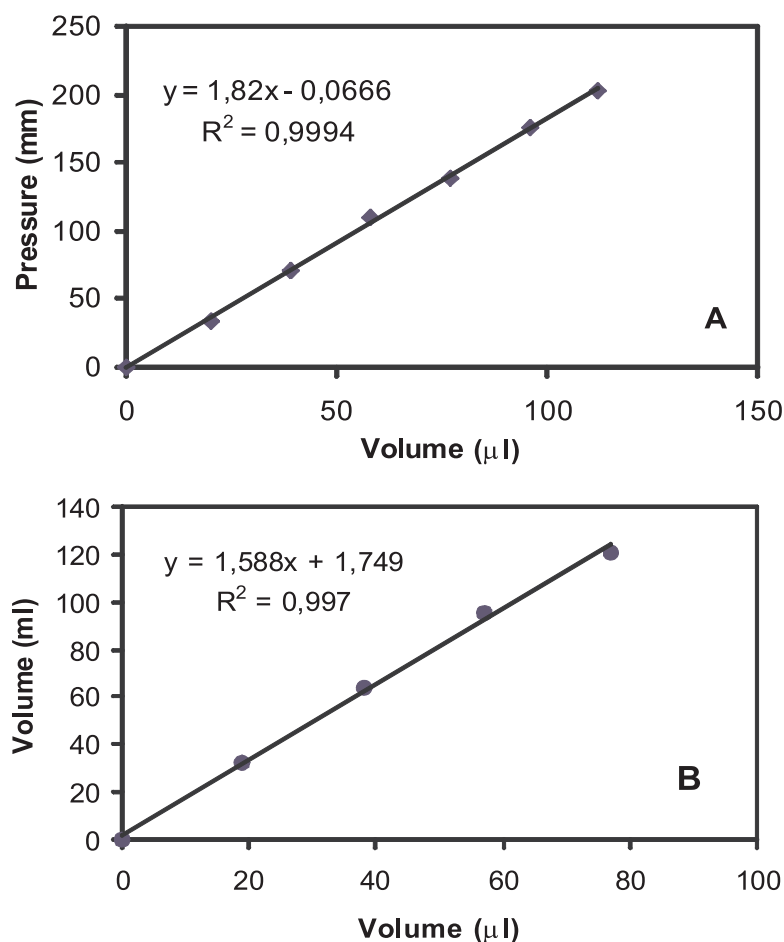 250
200
150
100
50
0
Pressure (mm)
y = 1,82x - 0,0666
R² = 0,9994
A
0 50 100 150
Volume (μl)
140
120
100
80
60
40
20
0
Volume (ml)
y = 1,588x + 1,749
R² = 0,997
B
0 20 40 60 80 100
Volume (μl)